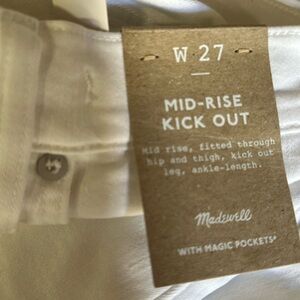 W 27
MID-RISE
KICK OUT
Mid rise, fitted through
hip and thigh, kick out
leg, ankle-length.
Madewell
WITH MAGIC POCKETS*